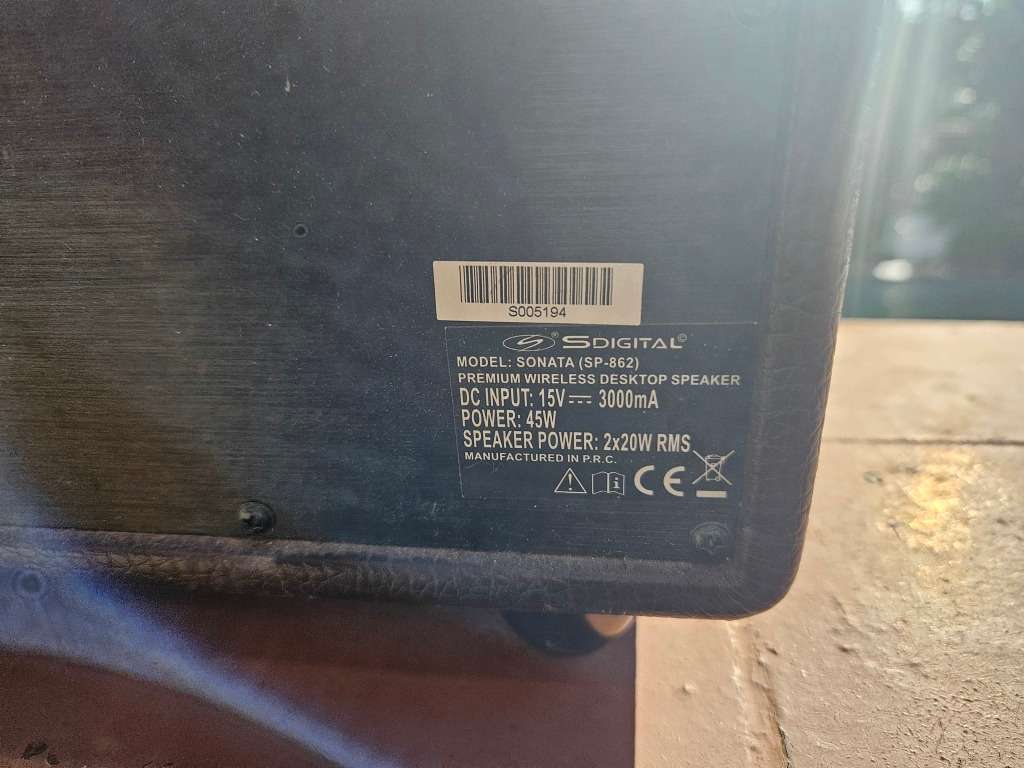 S005194
SDIGITAL©
MODEL: SONATA (SP-862)
PREMIUM WIRELESS DESKTOP SPEAKER
DC INPUT: 15V⎓ 3000mA
POWER: 45W
SPEAKER POWER: 2x20W RMS
MANUFACTURED IN P.R.C.
CE